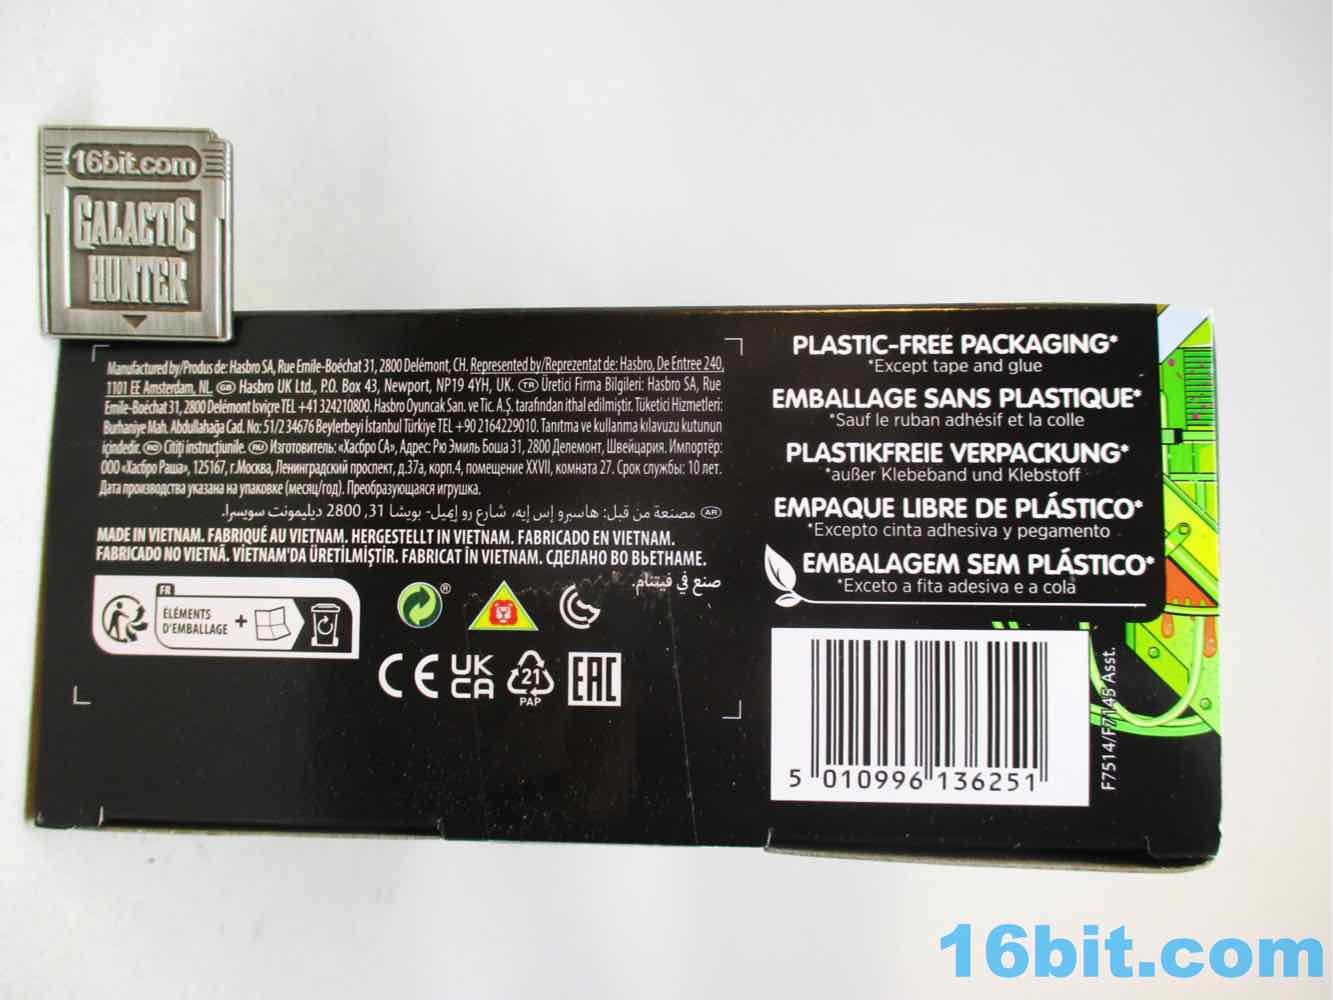 16bit.com
GALACTIC
HUNTER
Manufactured by/Produs de: Hasbro SA, Rue Emile-Boéchat 31, 2800 Delémont, CH. Represented by/Reprezentat de: Hasbro, De Entree 240,
1101 EE Amsterdam, NL. GB Hasbro UK Ltd., P.O. Box 43, Newport, NP19 4YH, UK. TR Üretici Firma Bilgileri: Hasbro SA, Rue
Emile-Boéchat 31, 2800 Delémont İsviçre TEL +41 324210800. Hasbro Oyuncak San. ve Tic. A.Ş. tarafından ithal edilmiştir. Tüketici Hizmetleri:
Burhaniye Mah. Abdullahağa Cad. No: 51/2 34676 Beylerbeyi İstanbul Türkiye TEL +90 2164229010. Tanıtma ve kullanma kılavuzu kutunun
içindedir. RO Citiţi instrucţiunile. RU Изготовитель: «Хасбро СА», Адрес: Рю Эмиль Боша 31, 2800 Делемонт, Швейцария. Импортёр:
ООО «Хасбро Раша», 125167, г.Москва, Ленинградский проспект, д.37а, корп.4, помещение XXVII, комната 27. Срок службы: 10 лет.
Дата производства указана на упаковке (месяц/год). Преобразующаяся игрушка.
AR مصنعة من قبل: هاسبرو إس إيه، شارع رو إيميل- بويشا 31, 2800 ديليمونت سويسرا.
MADE IN VIETNAM. FABRIQUÉ AU VIETNAM. HERGESTELLT IN VIETNAM. FABRICADO EN VIETNAM.
FABRICADO NO VIETNÃ. VİETNAM'DA ÜRETİLMİŞTİR. FABRICAT ÎN VIETNAM. СДЕЛАНО ВО ВЬЕТНАМЕ.
صنع في فيتنام.
FR
ÉLÉMENTS
D'EMBALLAGE +
®
CE UK
CA 21
PAP
EAC
PLASTIC-FREE PACKAGING*
*Except tape and glue
EMBALLAGE SANS PLASTIQUE*
*Sauf le ruban adhésif et la colle
PLASTIKFREIE VERPACKUNG*
*außer Klebeband und Klebstoff
EMPAQUE LIBRE DE PLÁSTICO*
*Excepto cinta adhesiva y pegamento
EMBALAGEM SEM PLÁSTICO*
*Exceto a fita adesiva e a cola
5 010996 136251
F7514/F7145 Asst.
16bit.com